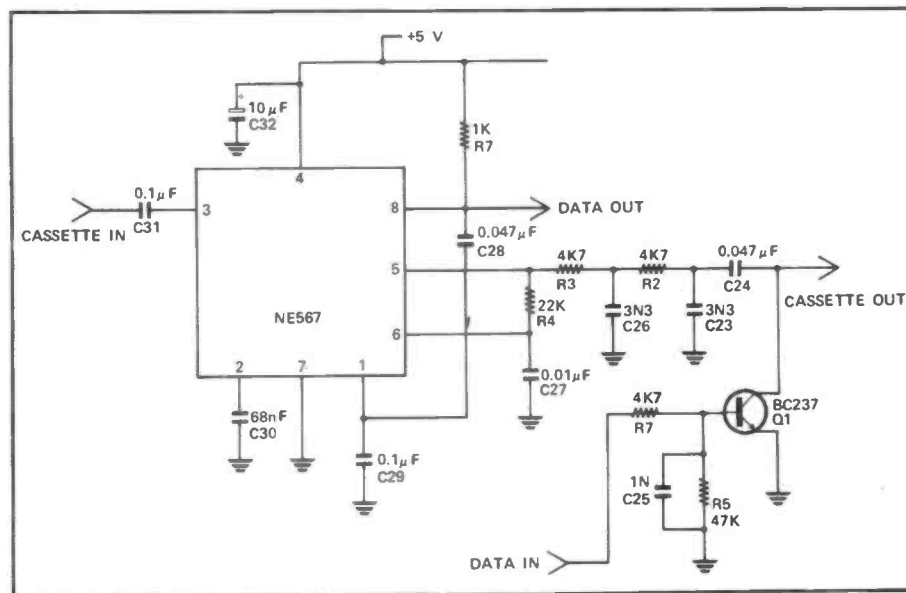 +5 V
10µF
C32
1K
R7
4
0.1µF
3
8
DATA OUT
CASSETTE IN
C31
0.047µF
C28
4K7
4K7
0.047µF
5
R3
R2
C24
CASSETTE OUT
22K
R4
3N3
C26
3N3
C23
NE567
6
2
7
1
0.01µF
C27
68nF
C30
4K7
R7
BC237
Q1
0.1µF
C29
1N
C25
R5
47K
DATA IN